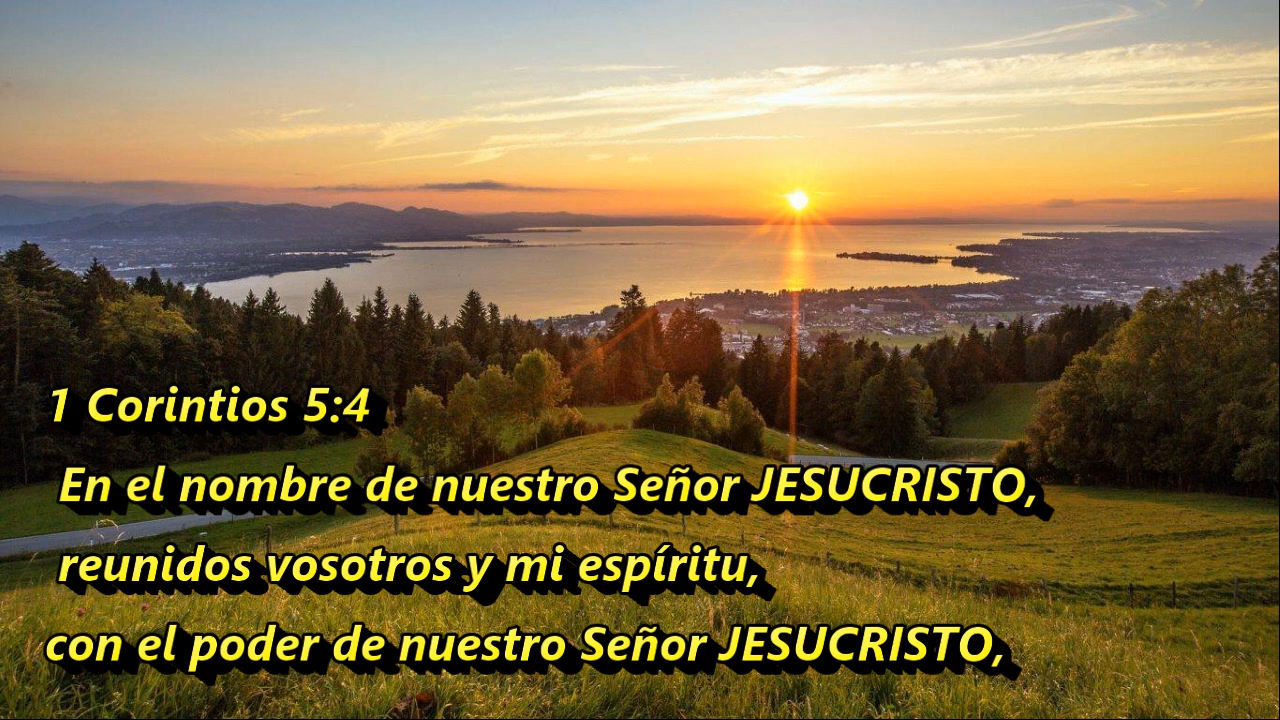 1 Corintios 5:4
En el nombre de nuestro Señor JESUCRISTO,
reunidos vosotros y mi espíritu,
con el poder de nuestro Señor JESUCRISTO,